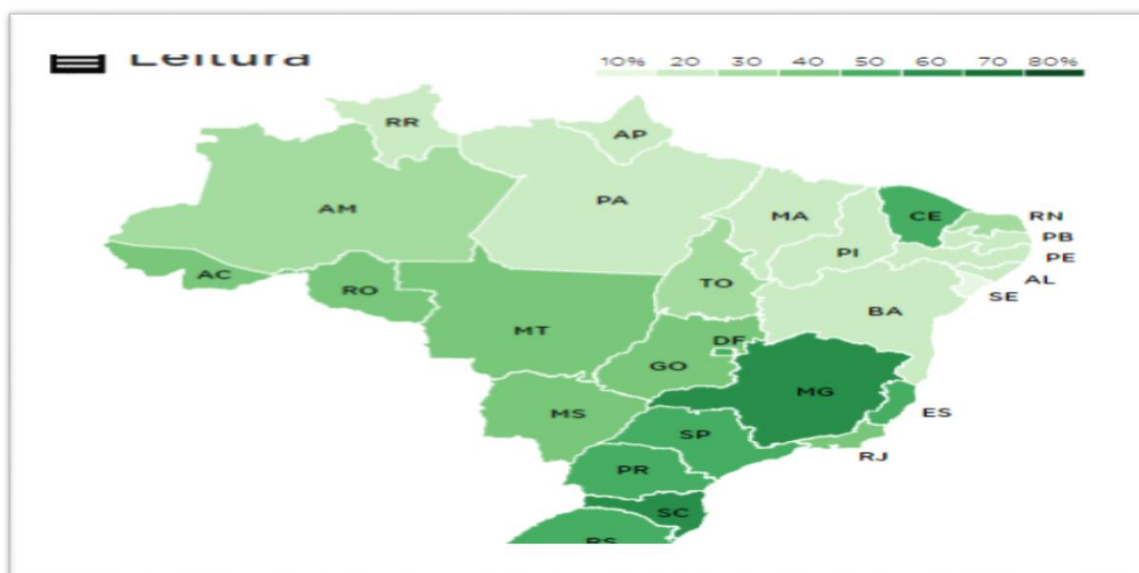 Leitura
10% 20 30 40 50 60 70 80%
RR
AP
AM
PA
MA
CE
RN
PB
PI
PE
AC
AL
TO
RO
SE
BA
MT
DF
GO
MG
MS
ES
SP
RJ
PR
SC
RS